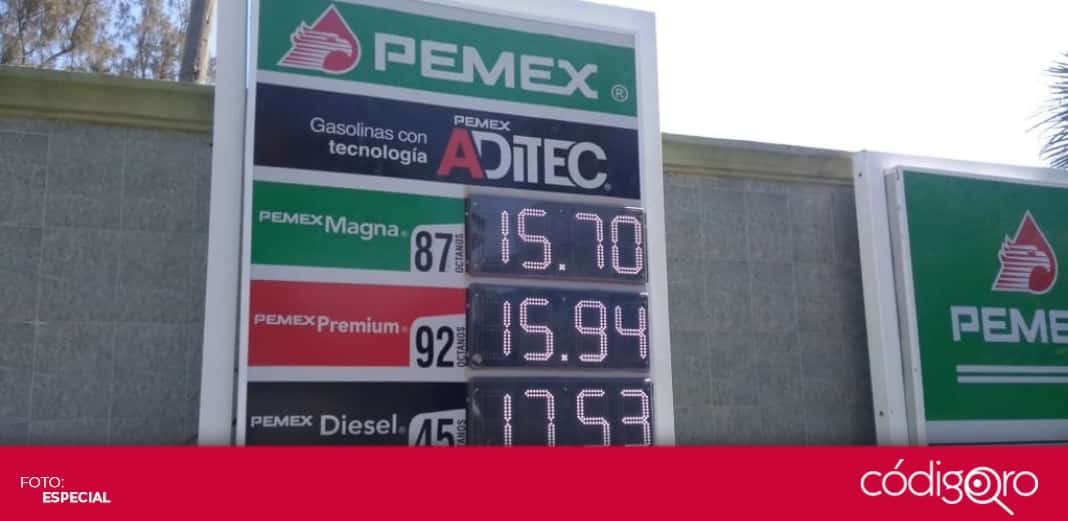 PEMEX®
Gasolinas con
tecnología
PEMEX
ADiTEC®
PEMEX Magna® 87 OCTANOS 15.70
PEMEX Premium® 92 OCTANOS 15.94
PEMEX Diesel® 45 17.53
PEME
FOTO:
ESPECIAL
códigoqro